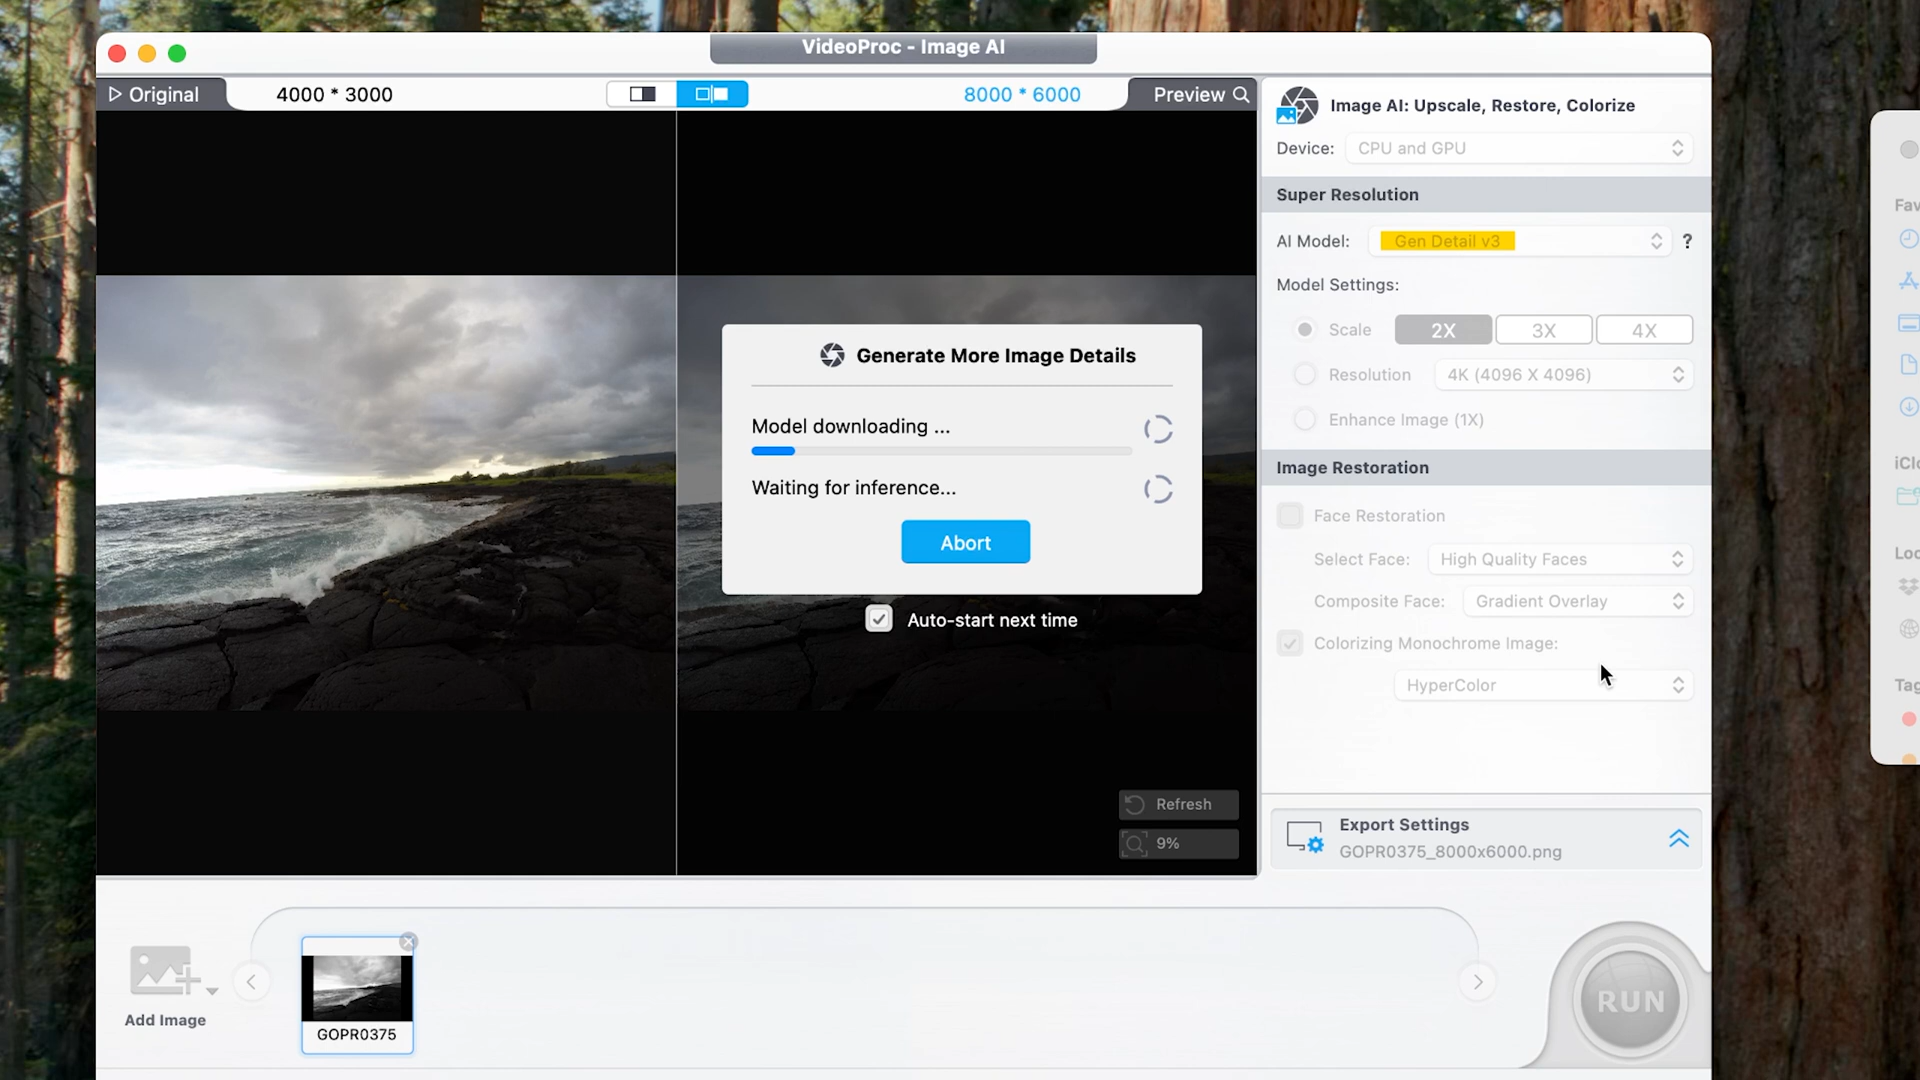 VideoProc - Image AI
Original
4000 * 3000
8000 * 6000
Preview
Image AI: Upscale, Restore, Colorize
Device: CPU and GPU
Super Resolution
AI Model: Gen Detail v3 ?
Model Settings:
Scale 2X 3X 4X
Resolution 4K (4096 X 4096)
Enhance Image (1X)
Image Restoration
Face Restoration
Select Face: High Quality Faces
Composite Face: Gradient Overlay
Colorizing Monochrome Image:
HyperColor
Generate More Image Details
Model downloading ...
Waiting for inference...
Abort
Auto-start next time
Refresh
9%
Export Settings
GOPR0375_8000x6000.png
Add Image
GOPR0375
RUN
Fav
iClo
Loc
Tag